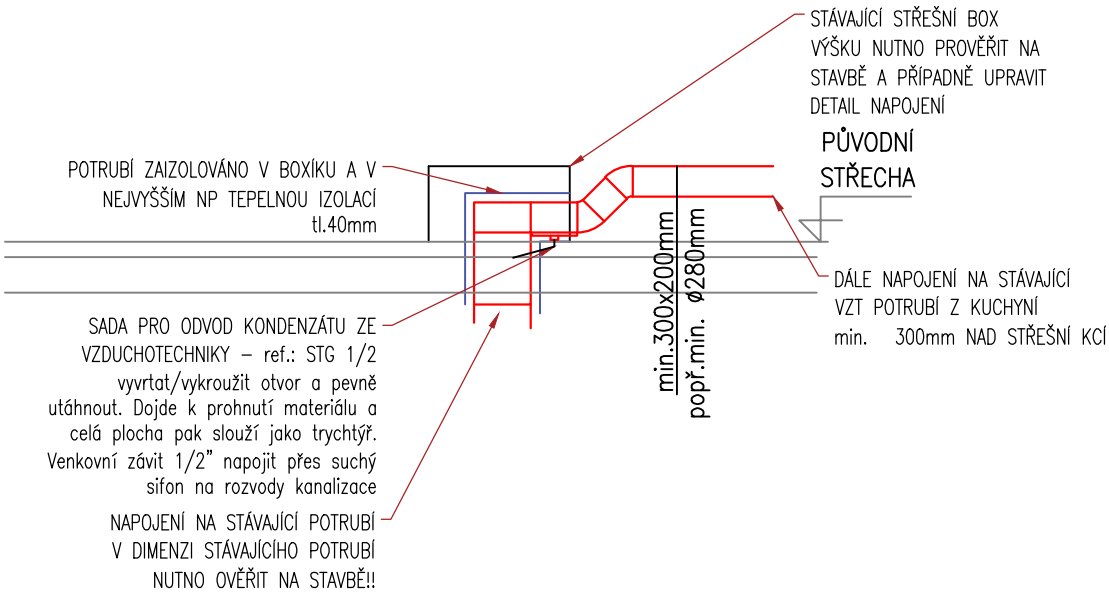 STÁVAJÍCÍ STŘEŠNÍ BOX
VÝŠKU NUTNO PROVĚŘIT NA
STAVBĚ A PŘÍPADNĚ UPRAVIT
DETAIL NAPOJENÍ
PŮVODNÍ
STŘECHA
POTRUBÍ ZAIZOLOVÁNO V BOXÍKU A V
NEJVYŠŠÍM NP TEPELNOU IZOLACÍ
tl.40mm
min.300x200mm
popř.min. ø280mm
DÁLE NAPOJENÍ NA STÁVAJÍCÍ
VZT POTRUBÍ Z KUCHYNÍ
min. 300mm NAD STŘEŠNÍ KCÍ
SADA PRO ODVOD KONDENZÁTU ZE
VZDUCHOTECHNIKY – ref.: STG 1/2
vyvrtat/vykroužit otvor a pevně
utáhnout. Dojde k prohnutí materiálu a
celá plocha pak slouží jako trychtýř.
Venkovní závit 1/2" napojit přes suchý
sifon na rozvody kanalizace
NAPOJENÍ NA STÁVAJÍCÍ POTRUBÍ
V DIMENZI STÁVAJÍCÍHO POTRUBÍ
NUTNO OVĚŘIT NA STAVBĚ!!